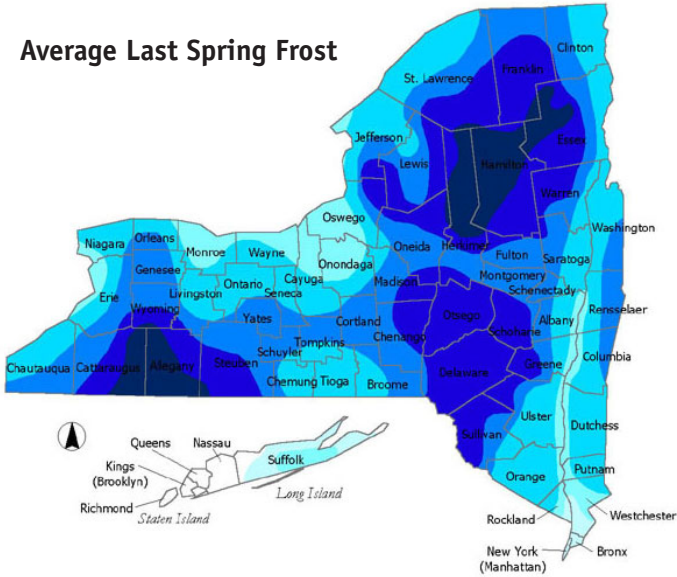 Average Last Spring Frost
Clinton
Franklin
St. Lawrence
Jefferson
Essex
Lewis
Hamilton
Warren
Oswego
Washington
Niagara
Orleans
Monroe
Wayne
Oneida
Herkimer
Fulton
Saratoga
Onondaga
Genesee
Cayuga
Montgomery
Madison
Ontario
Seneca
Schenectady
Erie
Livingston
Wyoming
Otsego
Albany
Rensselaer
Yates
Cortland
Schoharie
Chenango
Tompkins
Schuyler
Columbia
Chautauqua
Cattaraugus
Allegany
Steuben
Greene
Delaware
Chemung
Tioga
Broome
Ulster
Dutchess
Sullivan
Queens
Nassau
Suffolk
Kings
(Brooklyn)
Putnam
Orange
Long Island
Richmond
Staten Island
Rockland
Westchester
New York
(Manhattan)
Bronx